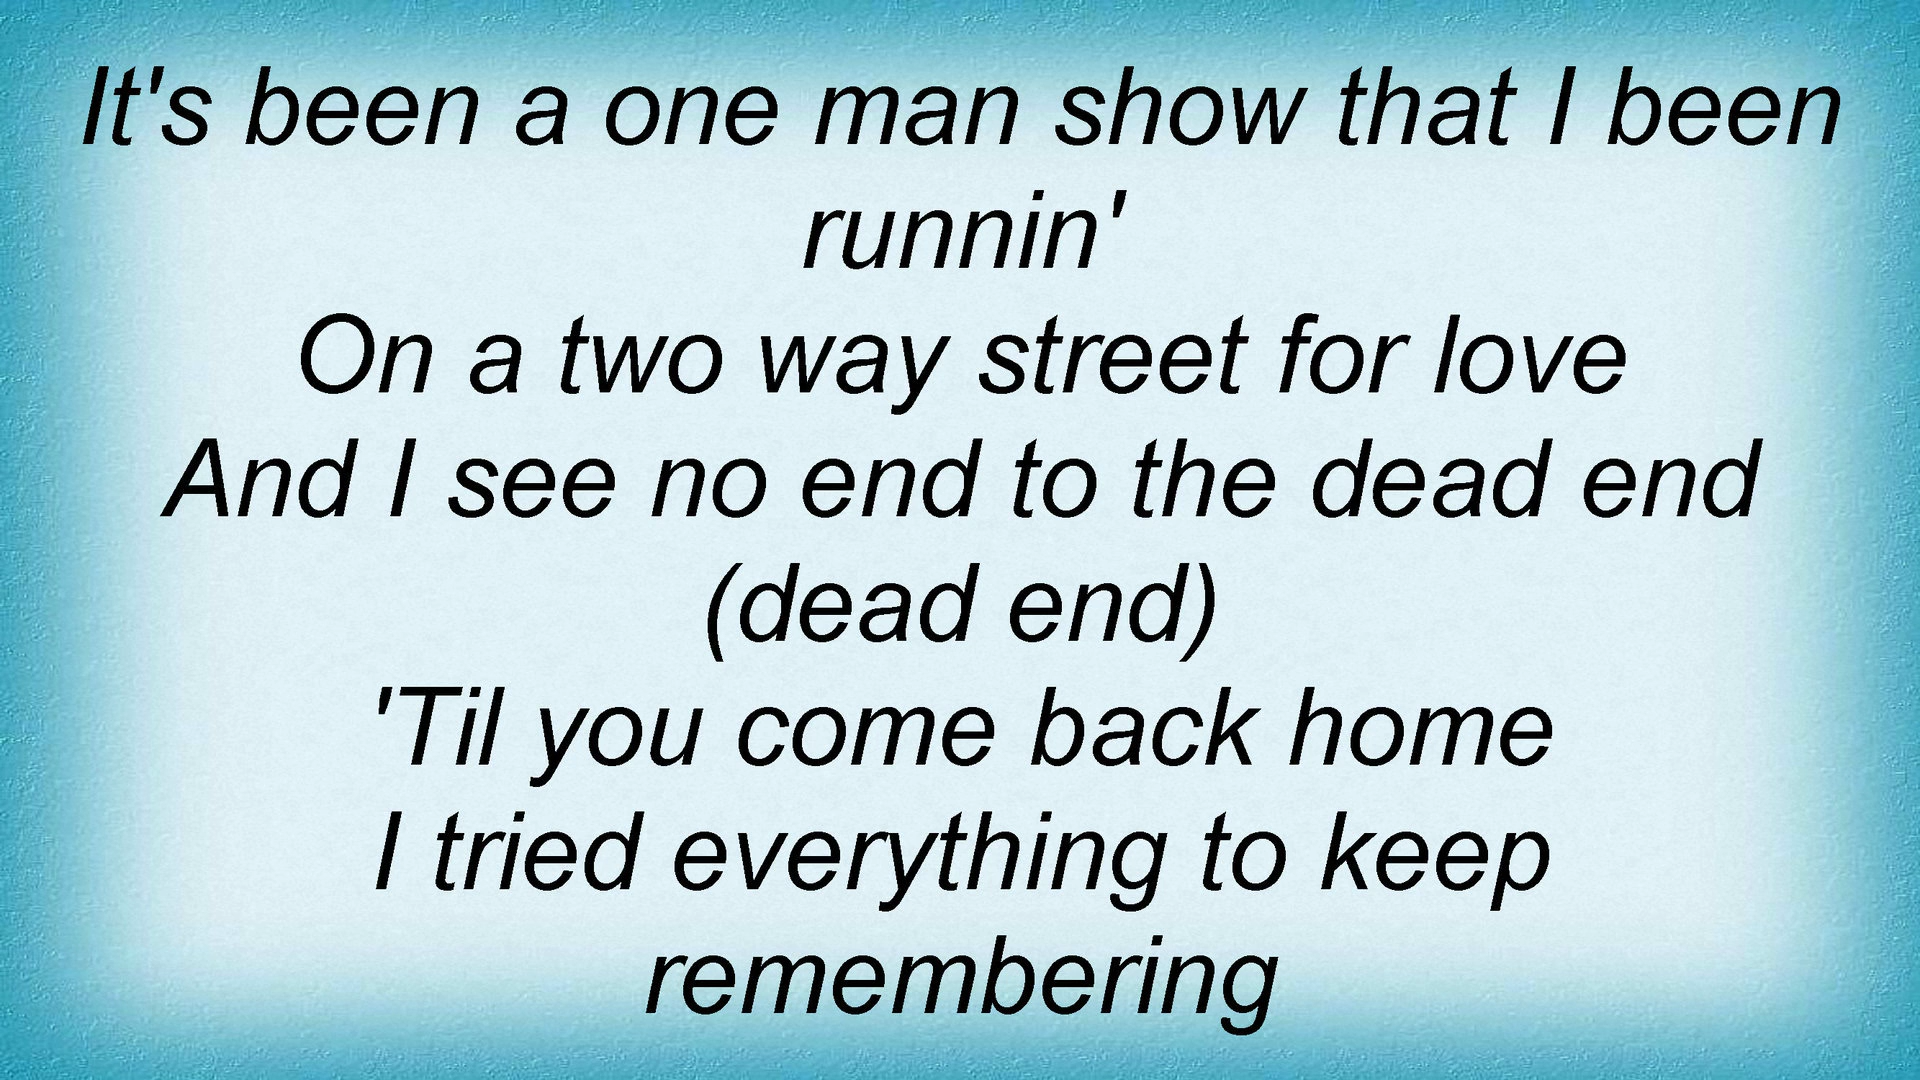 It's been a one man show that I been
runnin'
On a two way street for love
And I see no end to the dead end
(dead end)
'Til you come back home
I tried everything to keep
remembering